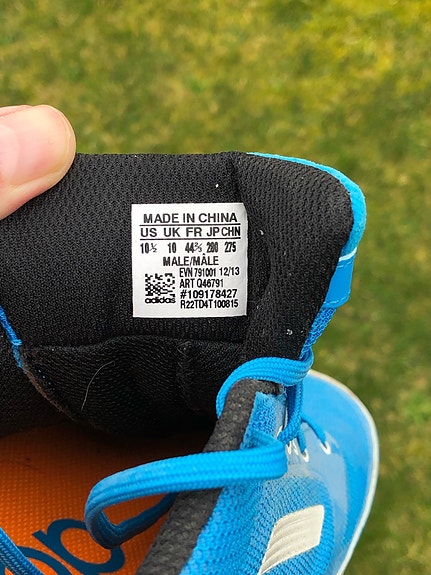 MADE IN CHINA
US UK FR JP CHN
10½ 10 44⅔ 280 275
MALE/MÂLE
EVN 791001 12/13
ART Q46791
#109178427
adidas R22TD4T100815